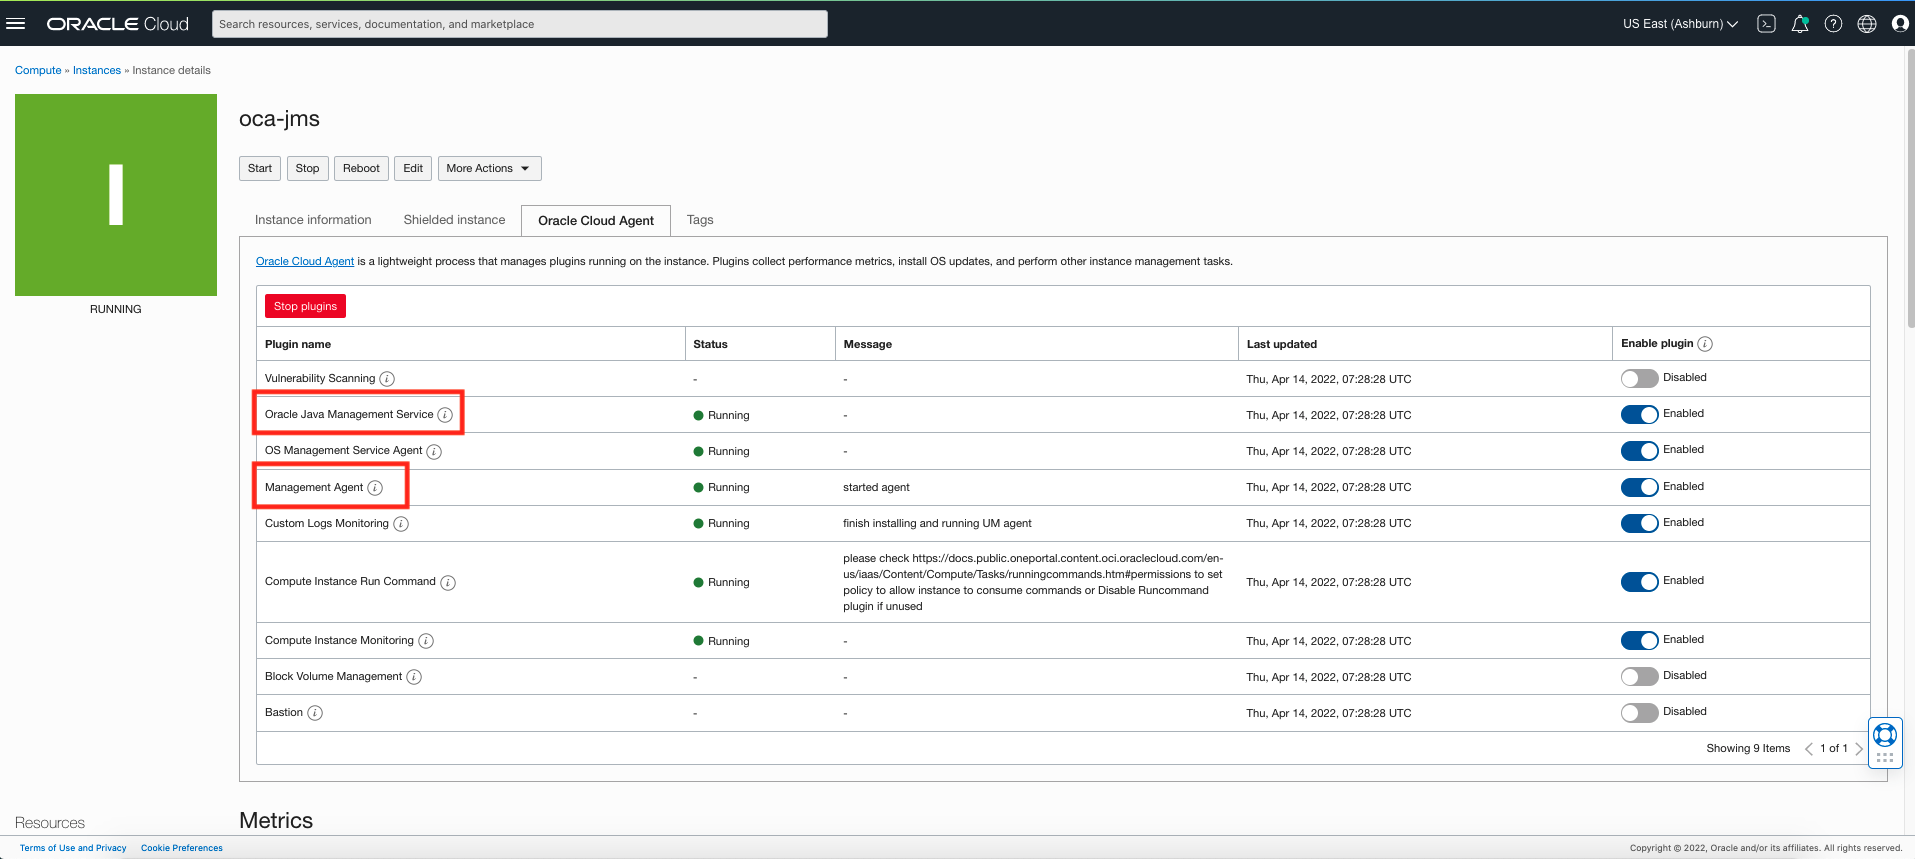 ORACLE Cloud
Search resources, services, documentation, and marketplace
US East (Ashburn)
Compute » Instances » Instance details
I
RUNNING
oca-jms
Start Stop Reboot Edit More Actions
Instance information Shielded instance Oracle Cloud Agent Tags
Oracle Cloud Agent is a lightweight process that manages plugins running on the instance. Plugins collect performance metrics, install OS updates, and perform other instance management tasks.
Stop plugins
Plugin name Status Message Last updated Enable plugin i
Vulnerability Scanning i - - Thu, Apr 14, 2022, 07:28:28 UTC Disabled
Oracle Java Management Service i Running - Thu, Apr 14, 2022, 07:28:28 UTC Enabled
OS Management Service Agent i Running - Thu, Apr 14, 2022, 07:28:28 UTC Enabled
Management Agent i Running started agent Thu, Apr 14, 2022, 07:28:28 UTC Enabled
Custom Logs Monitoring i Running finish installing and running UM agent Thu, Apr 14, 2022, 07:28:28 UTC Enabled
please check https://docs.public.oneportal.content.oci.oraclecloud.com/en-
us/iaas/Content/Compute/Tasks/runningcommands.htm#permissions to set
Compute Instance Run Command i Running policy to allow instance to consume commands or Disable Runcommand Thu, Apr 14, 2022, 07:28:28 UTC Enabled
plugin if unused
Compute Instance Monitoring i Running - Thu, Apr 14, 2022, 07:28:28 UTC Enabled
Block Volume Management i - - Thu, Apr 14, 2022, 07:28:28 UTC Disabled
Bastion i - - Thu, Apr 14, 2022, 07:28:28 UTC Disabled
Showing 9 Items < 1 of 1 >
Resources
Metrics
Terms of Use and Privacy Cookie Preferences
Copyright © 2022, Oracle and/or its affiliates. All rights reserved.